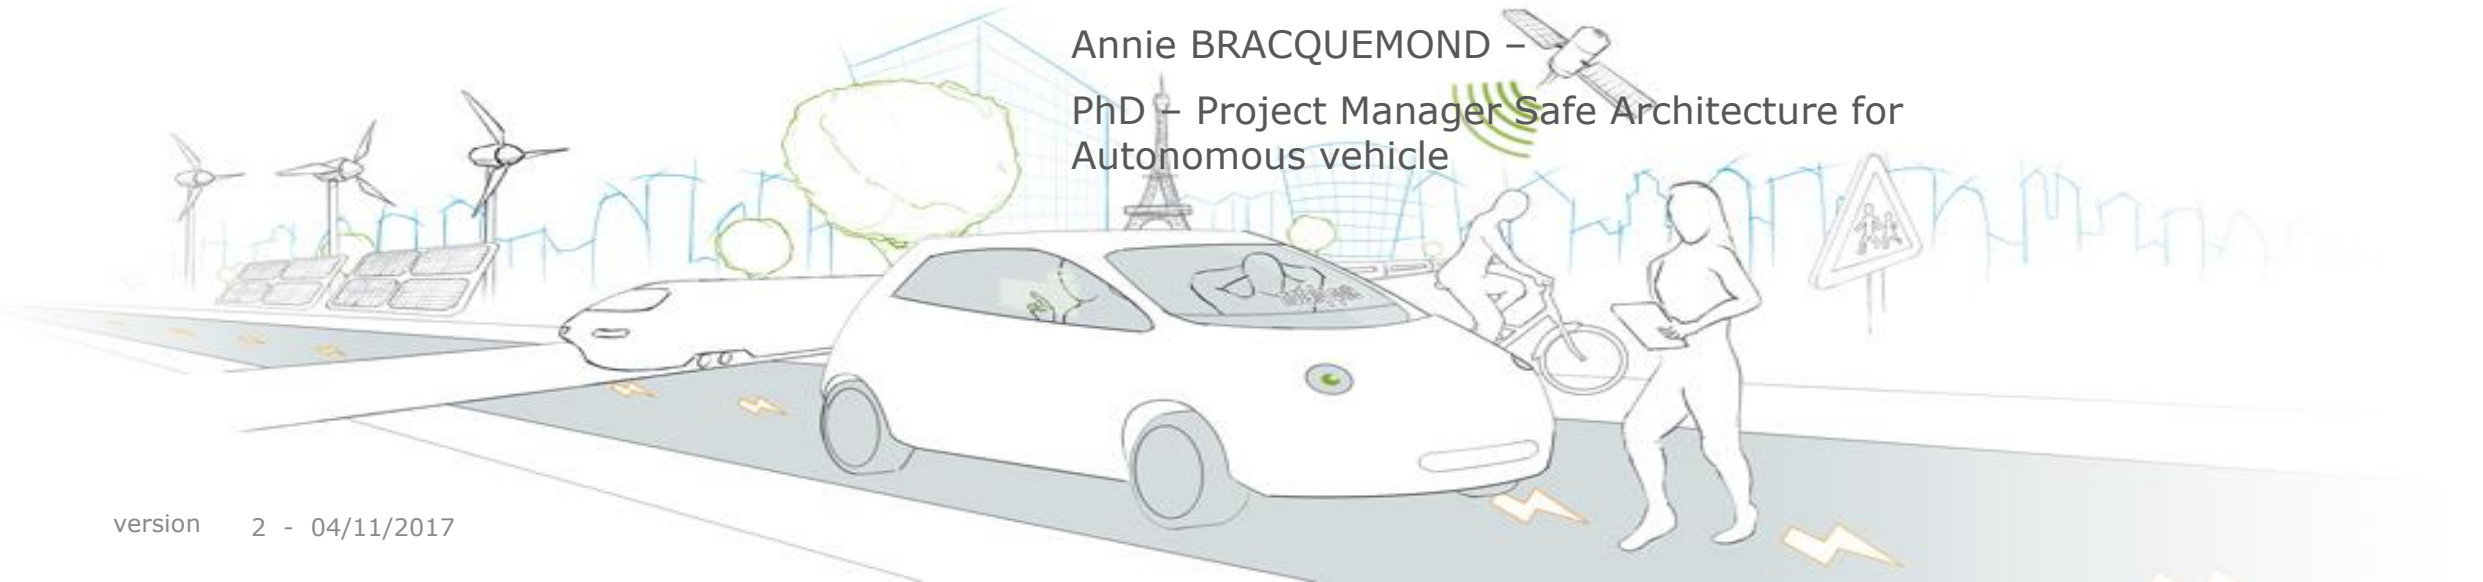 Annie BRACQUEMOND –
PhD – Project Manager Safe Architecture for
Autonomous vehicle
version 2 - 04/11/2017